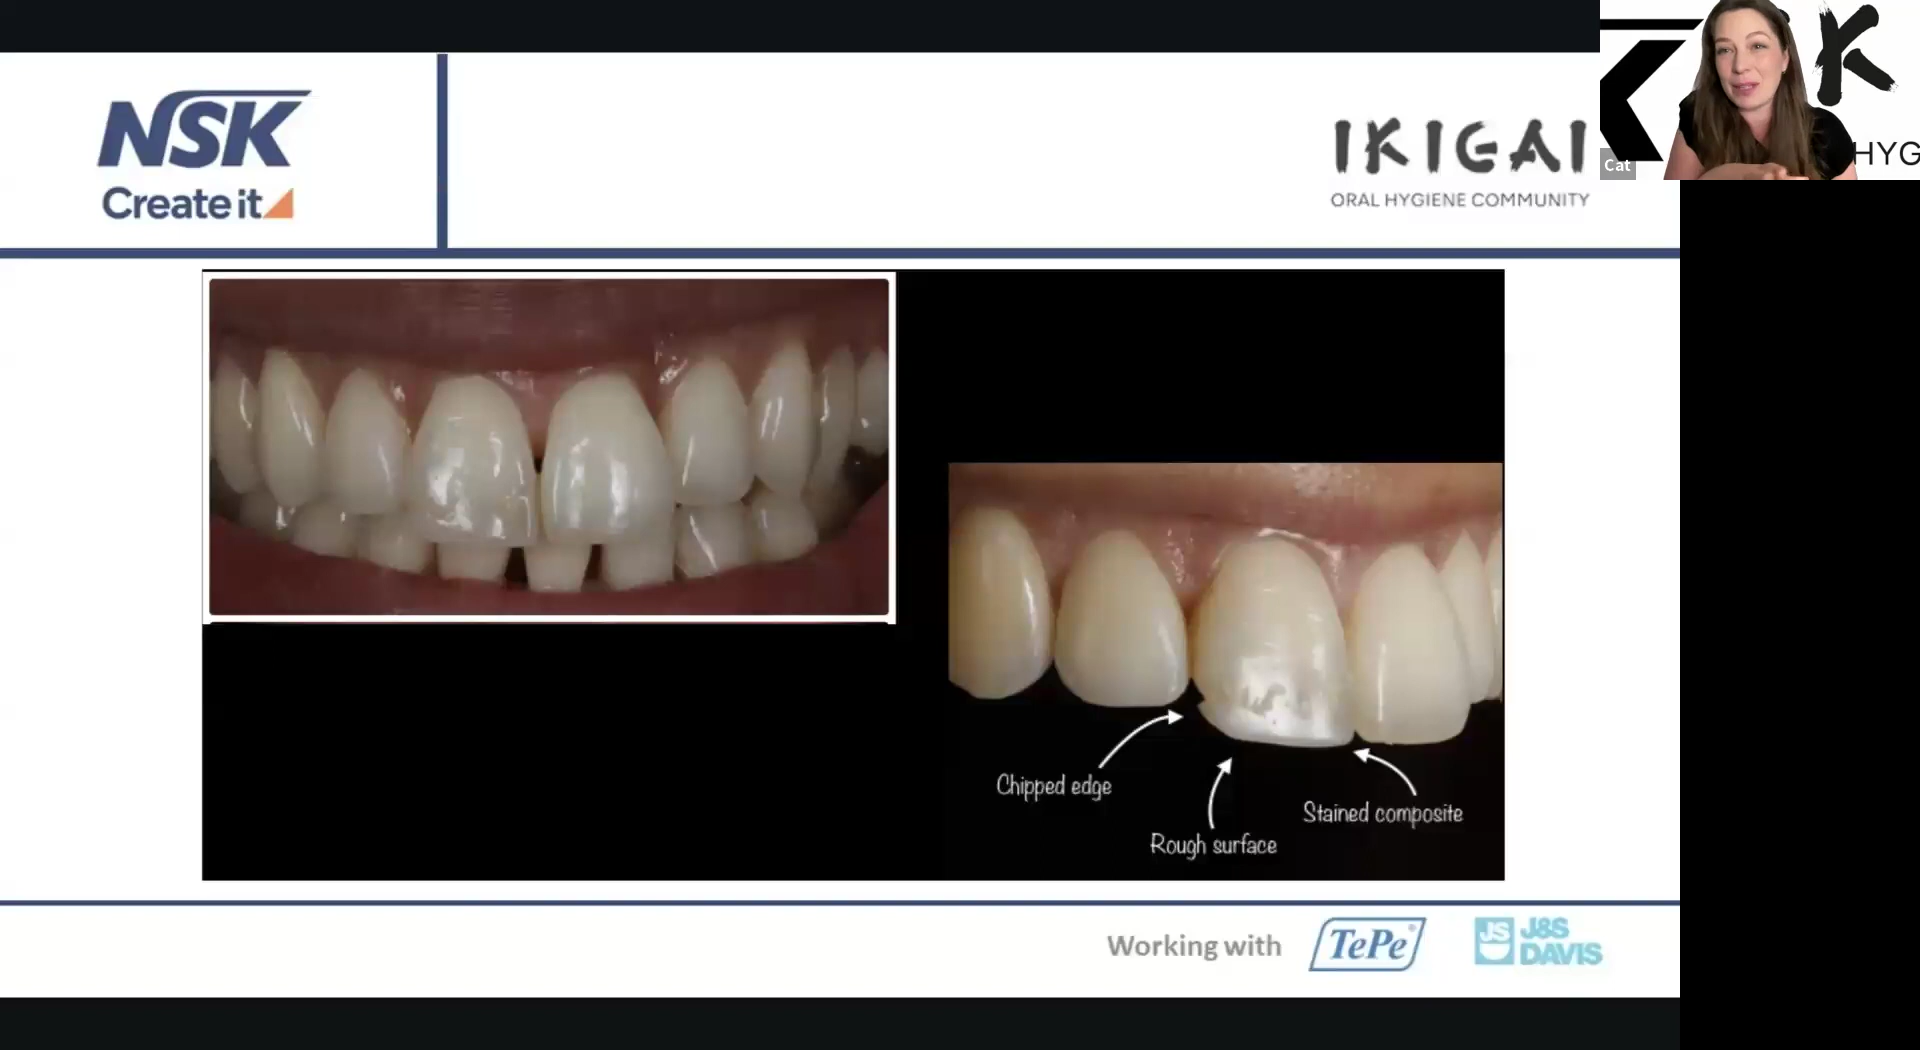 NSK
Create it
IKIGAI
ORAL HYGIENE COMMUNITY
K
HYG
Cat
Chipped edge
Rough surface
Stained composite
Working with
TePe®
JS
J&S
DAVIS